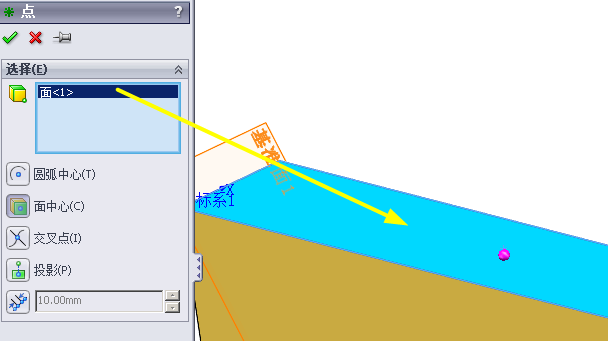 点
?
选择(E)
面<1>
圆弧中心(T)
面中心(C)
交叉点(I)
投影(P)
10.00mm
标系1